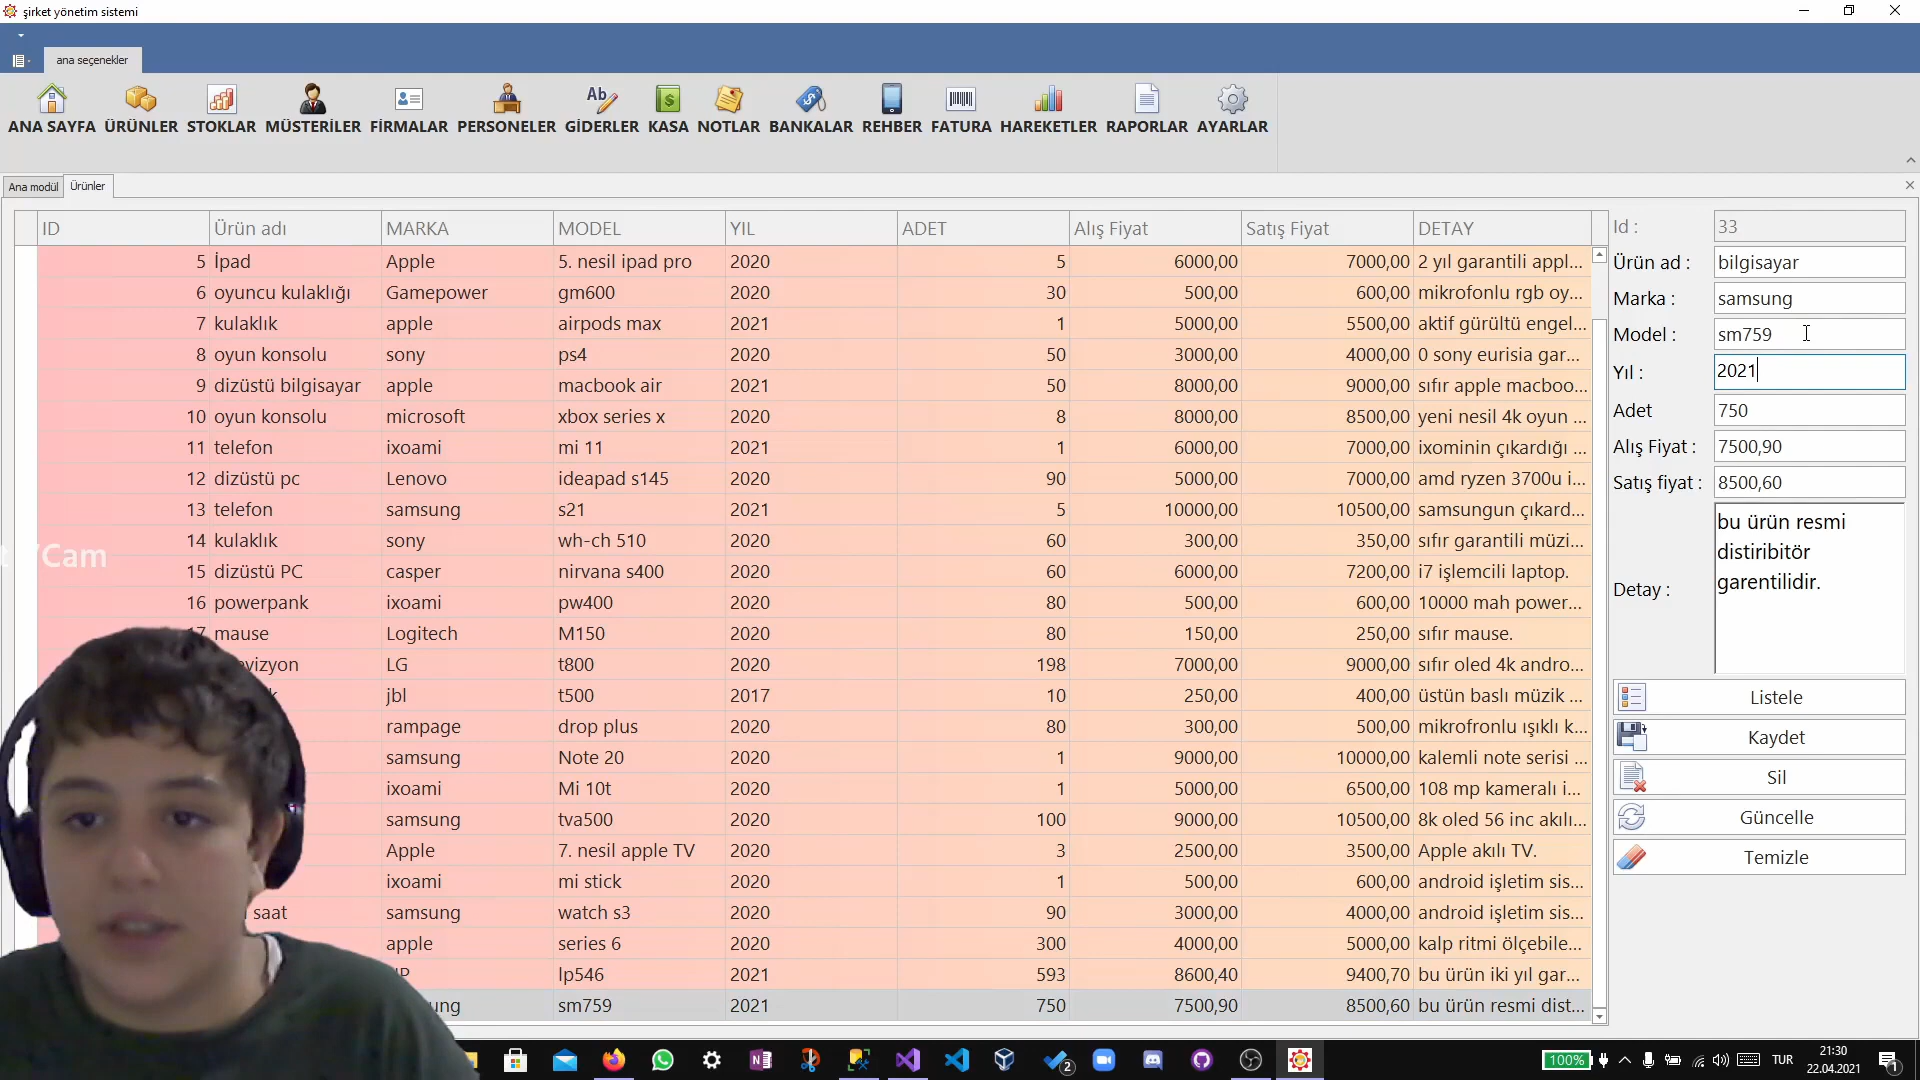 şirket yönetim sistemi
ana seçenekler
ANA SAYFA ÜRÜNLER STOKLAR MÜSTERİLER FİRMALAR PERSONELER GİDERLER KASA NOTLAR BANKALAR REHBER FATURA HAREKETLER RAPORLAR AYARLAR
Ana modül Ürünler
ID Ürün adı MARKA MODEL YIL ADET Alış Fiyat Satış Fiyat DETAY
5 İpad Apple 5. nesil ipad pro 2020 5 6000,00 7000,00 2 yıl garantili appl...
6 oyuncu kulaklığı Gamepower gm600 2020 30 500,00 600,00 mikrofonlu rgb oy...
7 kulaklık apple airpods max 2021 1 5000,00 5500,00 aktif gürültü engel...
8 oyun konsolu sony ps4 2020 50 3000,00 4000,00 0 sony eurisia gar...
9 dizüstü bilgisayar apple macbook air 2021 50 8000,00 9000,00 sıfır apple macboo...
10 oyun konsolu microsoft xbox series x 2020 8 8000,00 8500,00 yeni nesil 4k oyun ...
11 telefon ixoami mi 11 2021 1 6000,00 7000,00 ixominin çıkardığı ...
12 dizüstü pc Lenovo ideapad s145 2020 90 5000,00 7000,00 amd ryzen 3700u i...
13 telefon samsung s21 2021 5 10000,00 10500,00 samsungun çıkard...
14 kulaklık sony wh-ch 510 2020 60 300,00 350,00 sıfır garantili müzi...
15 dizüstü PC casper nirvana s400 2020 60 6000,00 7200,00 i7 işlemcili laptop.
16 powerpank ixoami pw400 2020 80 500,00 600,00 10000 mah power...
17 mause Logitech M150 2020 80 150,00 250,00 sıfır mause.
LG t800 2020 198 7000,00 9000,00 sıfır oled 4k andro...
jbl t500 2017 10 250,00 400,00 üstün baslı müzik ...
rampage drop plus 2020 80 300,00 500,00 mikrofronlu ışıklı k...
samsung Note 20 2020 1 9000,00 10000,00 kalemli note serisi ...
ixoami Mi 10t 2020 1 5000,00 6500,00 108 mp kameralı i...
samsung tva500 2020 100 9000,00 10500,00 8k oled 56 inc akılı...
Apple 7. nesil apple TV 2020 3 2500,00 3500,00 Apple akılı TV.
ixoami mi stick 2020 1 500,00 600,00 android işletim sis...
saat samsung watch s3 2020 90 3000,00 4000,00 android işletim sis...
apple series 6 2020 300 4000,00 5000,00 kalp ritmi ölçebile...
lp546 2021 593 8600,40 9400,70 bu ürün iki yıl gar...
sm759 2021 750 7500,90 8500,60 bu ürün resmi dist...
Id : 33
Ürün ad : bilgisayar
Marka : samsung
Model : sm759
Yıl : 2021
Adet 750
Alış Fiyat : 7500,90
Satış fiyat : 8500,60
Detay : bu ürün resmi
distiribitör
garentilidir.
Listele
Kaydet
Sil
Güncelle
Temizle
Cam
100% TUR 21:30
22.04.2021
2
1